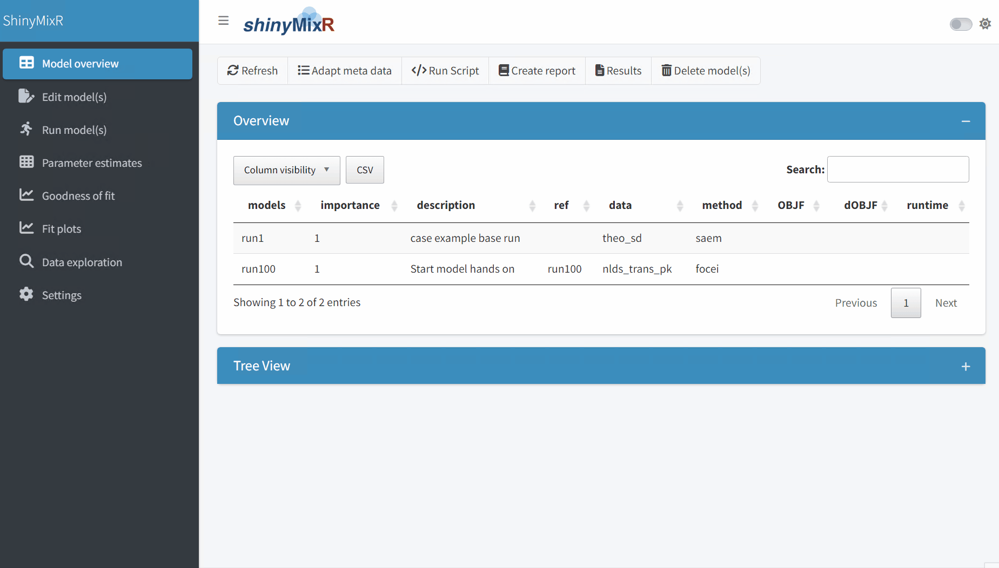 ShinyMixR
shinyMixR
Model overview
Edit model(s)
Run model(s)
Parameter estimates
Goodness of fit
Fit plots
Data exploration
Settings
Refresh Adapt meta data Run Script Create report Results Delete model(s)
Overview
Column visibility CSV Search:
models importance description ref data method OBJF dOBJF runtime
run1 1 case example base run theo_sd saem
run100 1 Start model hands on run100 nlds_trans_pk focei
Showing 1 to 2 of 2 entries Previous 1 Next
Tree View